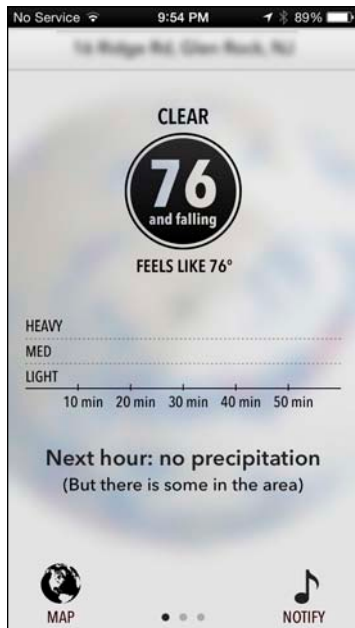 No Service 9:54 PM 89%
CLEAR
76
and falling
FEELS LIKE 76°
HEAVY
MED
LIGHT
10 min 20 min 30 min 40 min 50 min
Next hour: no precipitation
(But there is some in the area)
MAP NOTIFY